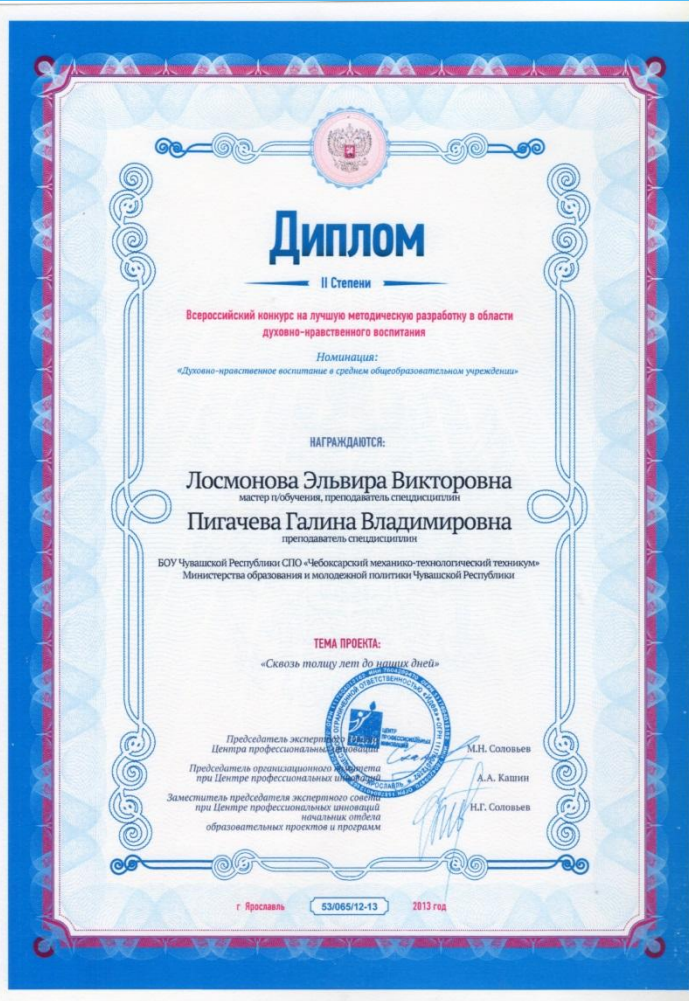 Диплом
II Степени
Всероссийский конкурс на лучшую методическую разработку в области
духовно-нравственного воспитания
Номинация:
«Духовно-нравственное воспитание в среднем общеобразовательном учреждении»
НАГРАЖДАЮТСЯ:
Лосмонова Эльвира Викторовна
мастер п/обучения, преподаватель спецдисциплин
Пигачева Галина Владимировна
преподаватель спецдисциплин
БОУ Чувашской Республики СПО «Чебоксарский механико-технологический техникум»
Министерства образования и молодежной политики Чувашской Республики
ТЕМА ПРОЕКТА:
«Сквозь толщу лет до наших дней»
Председатель экспертного
Центра профессиональных инноваций
М.Н. Соловьев
Председатель организационного комитета
при Центре профессиональных инноваций
А.А. Кашин
Заместитель председателя экспертного совета
при Центре профессиональных инноваций
начальник отдела
образовательных проектов и программ
Н.Г. Соловьев
ЦЕНТР
ПРОФЕССИОНАЛЬНЫХ
ИННОВАЦИЙ
г Ярославль
53/065/12-13
2013 год